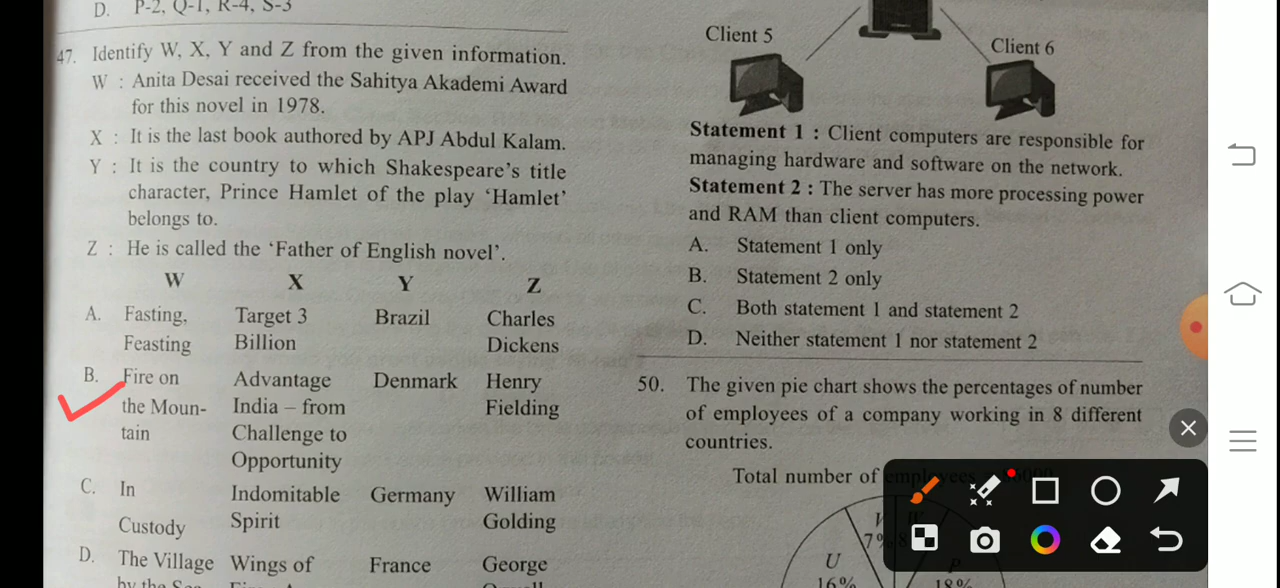 D. P-2, Q-1, R-4, S-3
47. Identify W, X, Y and Z from the given information.
W : Anita Desai received the Sahitya Akademi Award
for this novel in 1978.
X : It is the last book authored by APJ Abdul Kalam.
Y : It is the country to which Shakespeare's title
character, Prince Hamlet of the play 'Hamlet'
belongs to.
Z : He is called the 'Father of English novel'.
W X Y Z
A. Fasting, Target 3 Brazil Charles
Feasting Billion Dickens
B. Fire on Advantage Denmark Henry
the Moun- India – from Fielding
tain Challenge to
Opportunity
C. In Indomitable Germany William
Custody Spirit Golding
D. The Village Wings of France George
by the Sea
Client 5
Client 6
Statement 1 : Client computers are responsible for
managing hardware and software on the network.
Statement 2 : The server has more processing power
and RAM than client computers.
A. Statement 1 only
B. Statement 2 only
C. Both statement 1 and statement 2
D. Neither statement 1 nor statement 2
50. The given pie chart shows the percentages of number
of employees of a company working in 8 different
countries.
Total number of employees
V
7%
U
16%
P
18%